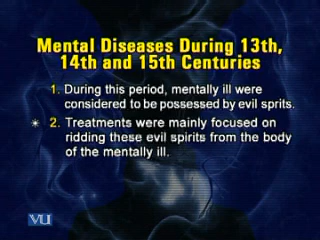 Mental Diseases During 13th,
14th and 15th Centuries
1. During this period, mentally ill were
considered to be possessed by evil sprits.
2. Treatments were mainly focused on
ridding these evil spirits from the body
of the mentally ill.
VU